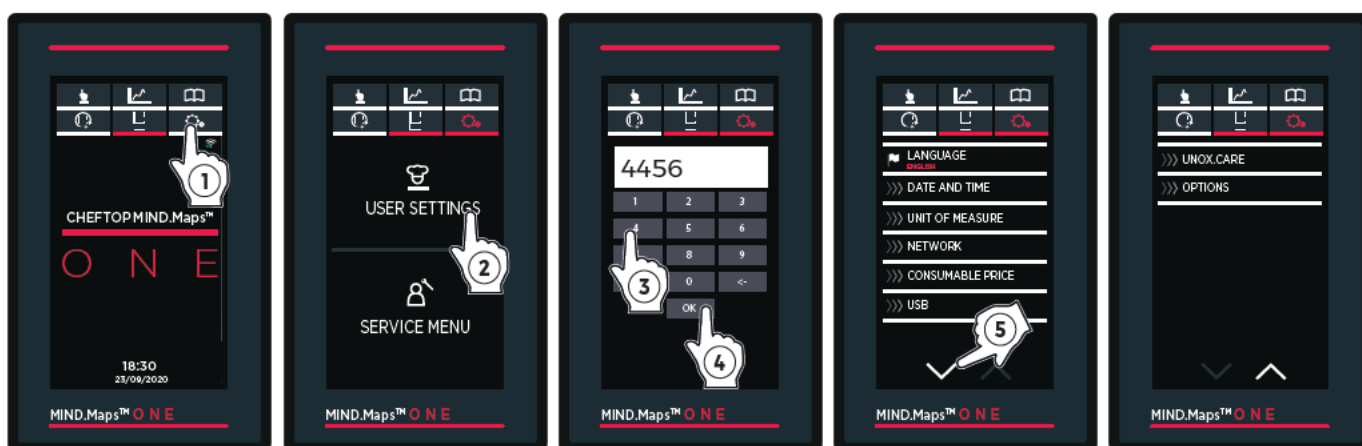 1
CHEFTOP MIND.Maps™
O N E
18:30
23/09/2020
MIND.Maps™ O N E
USER SETTINGS
2
SERVICE MENU
MIND.Maps™ O N E
4456
1 2 3
4 5 6
8 9
3
0 <-
OK
4
MIND.Maps™ O N E
LANGUAGE
ENGLISH
>>> DATE AND TIME
>>> UNIT OF MEASURE
>>> NETWORK
>>> CONSUMABLE PRICE
>>> USB
5
MIND.Maps™ O N E
>>> UNOX.CARE
>>> OPTIONS
MIND.Maps™ O N E